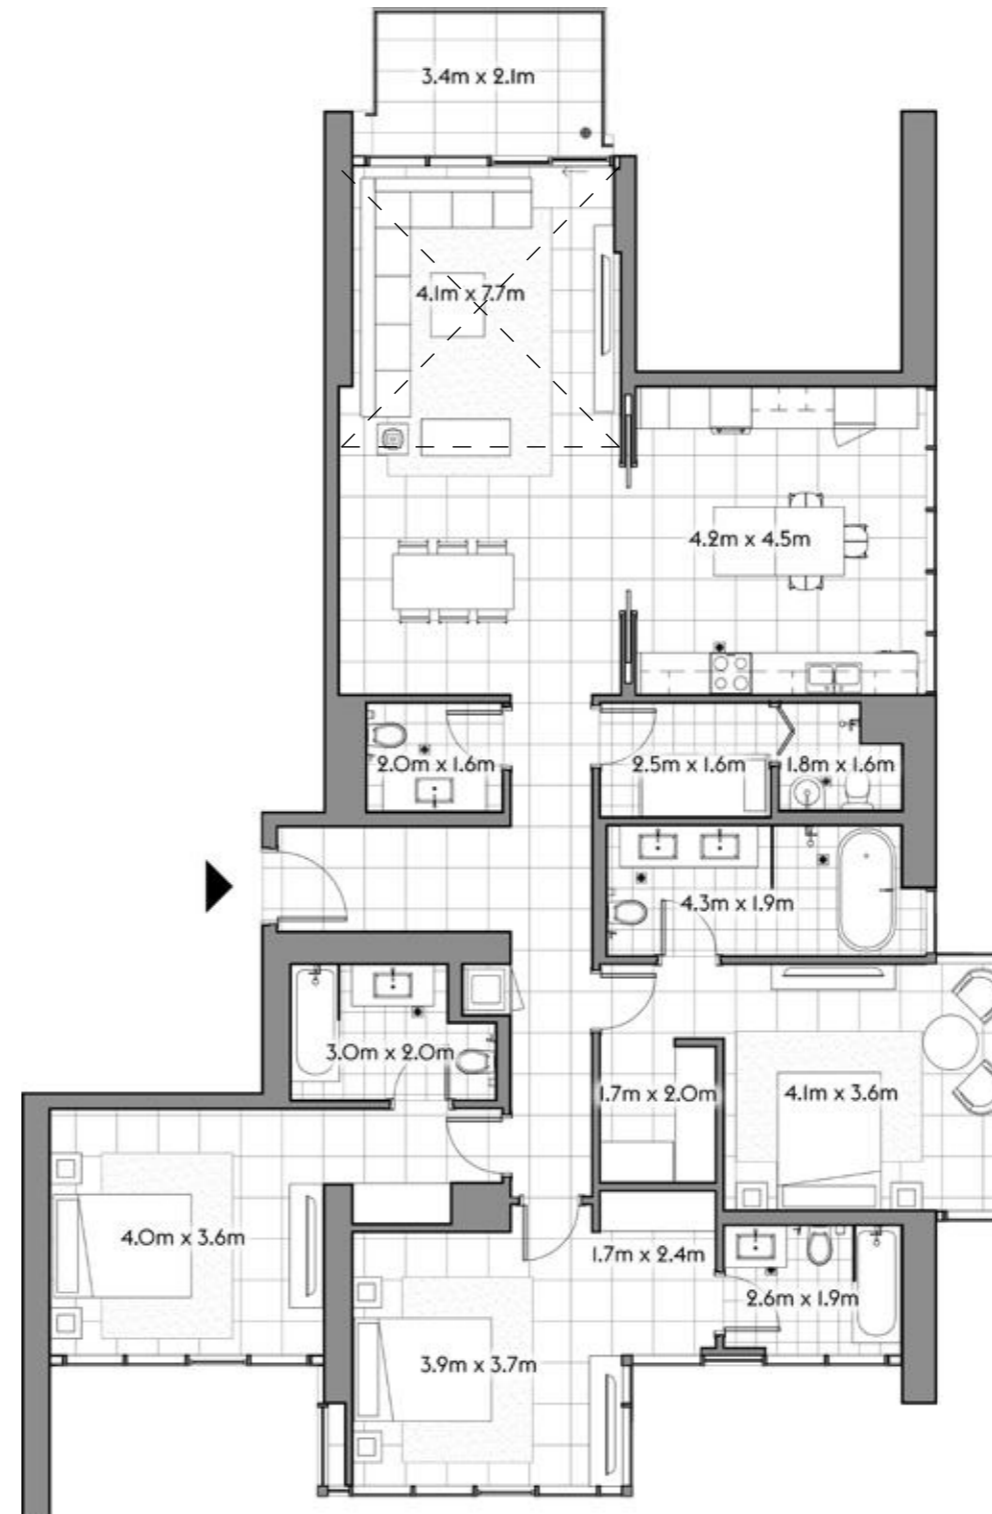 3.4m x 2.1m
4.1m x 7.7m
4.2m x 4.5m
2.0m x 1.6m
2.5m x 1.6m
1.8m x 1.6m
4.3m x 1.9m
3.0m x 2.0m
1.7m x 2.0m
4.1m x 3.6m
4.0m x 3.6m
1.7m x 2.4m
2.6m x 1.9m
3.9m x 3.7m